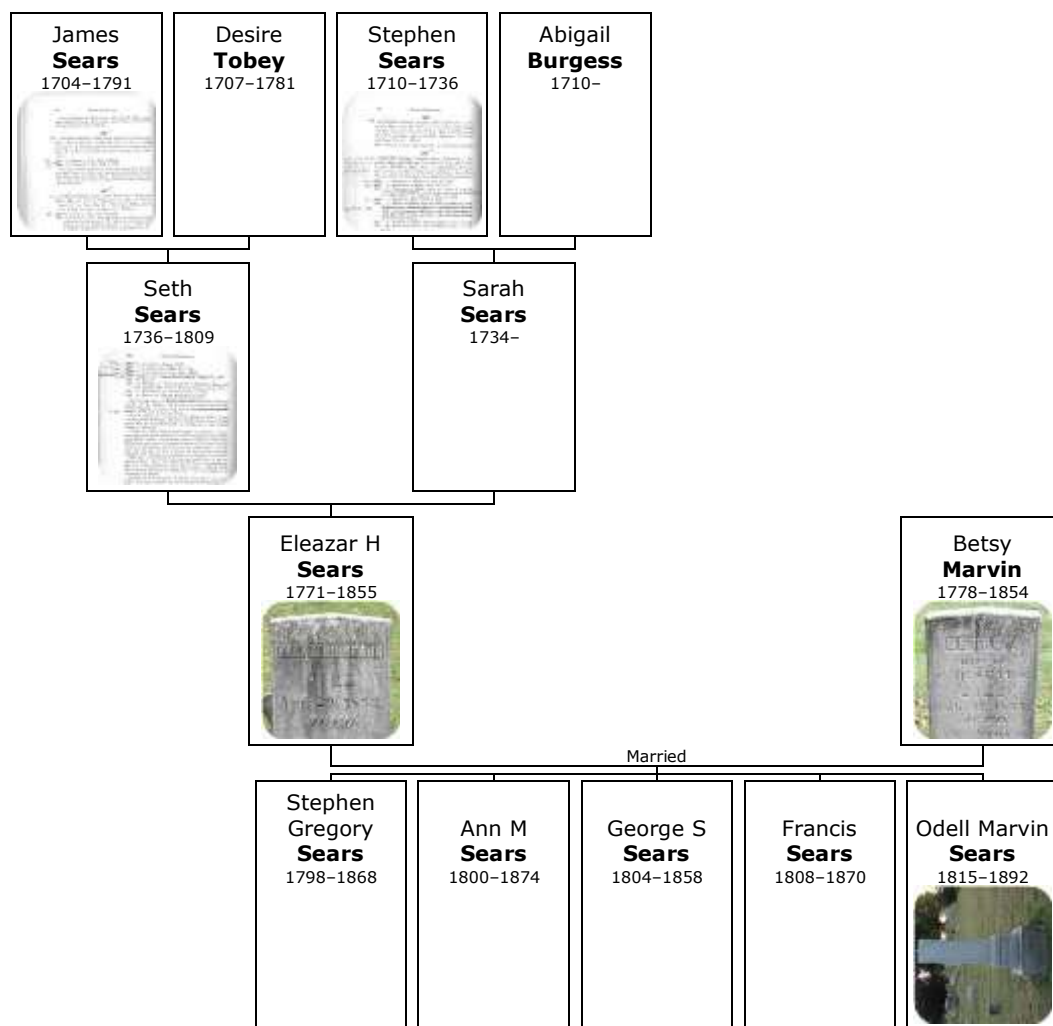 James
Sears
1704–1791
Desire
Tobey
1707–1781
Stephen
Sears
1710–1736
Abigail
Burgess
1710–
Seth
Sears
1736–1809
Sarah
Sears
1734–
Eleazar H
Sears
1771–1855
Betsy
Marvin
1778–1854
Married
Stephen
Gregory
Sears
1798–1868
Ann M
Sears
1800–1874
George S
Sears
1804–1858
Francis
Sears
1808–1870
Odell Marvin
Sears
1815–1892